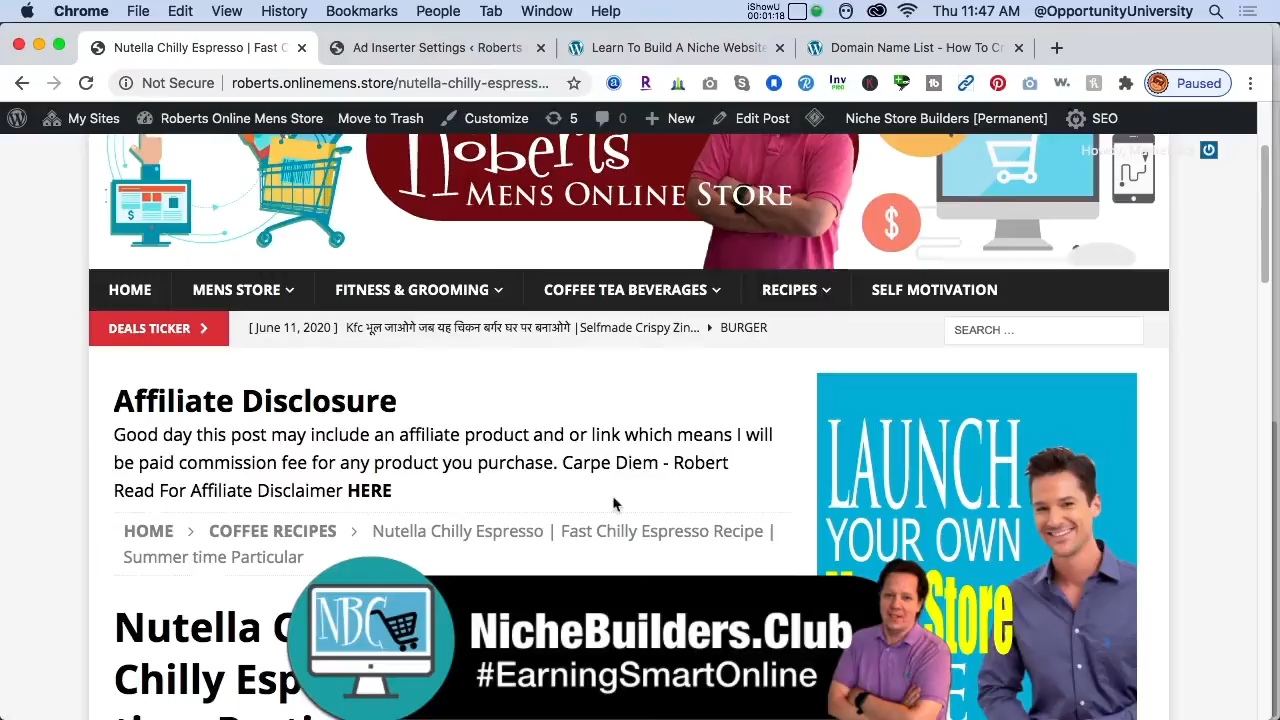 Chrome File Edit View History Bookmarks People Tab Window Help iShowU 00:01:18 Thu 11:47 AM @OpportunityUniversity
Nutella Chilly Espresso | Fast C Ad Inserter Settings ‹ Roberts Learn To Build A Niche Website Domain Name List - How To Cr
Not Secure roberts.onlinemens.store/nutella-chilly-espress... Inv PRO Paused
My Sites Roberts Online Mens Store Move to Trash Customize 5 0 New Edit Post Niche Store Builders [Permanent] SEO
Howdy,
Roberts
MENS ONLINE STORE
HOME MENS STORE FITNESS & GROOMING COFFEE TEA BEVERAGES RECIPES SELF MOTIVATION
DEALS TICKER [ June 11, 2020 ] Kfc भूल जाओगे जब यह चिकन बर्गर घर पर बनाओगे |Selfmade Crispy Zin... BURGER SEARCH ...
Affiliate Disclosure
Good day this post may include an affiliate product and or link which means I will
be paid commission fee for any product you purchase. Carpe Diem - Robert
Read For Affiliate Disclaimer HERE
HOME > COFFEE RECIPES > Nutella Chilly Espresso | Fast Chilly Espresso Recipe |
Summer time Particular
Nutella C
Chilly Esp
LAUNCH
YOUR OWN
Store
NBC
NicheBuilders.Club
#EarningSmartOnline